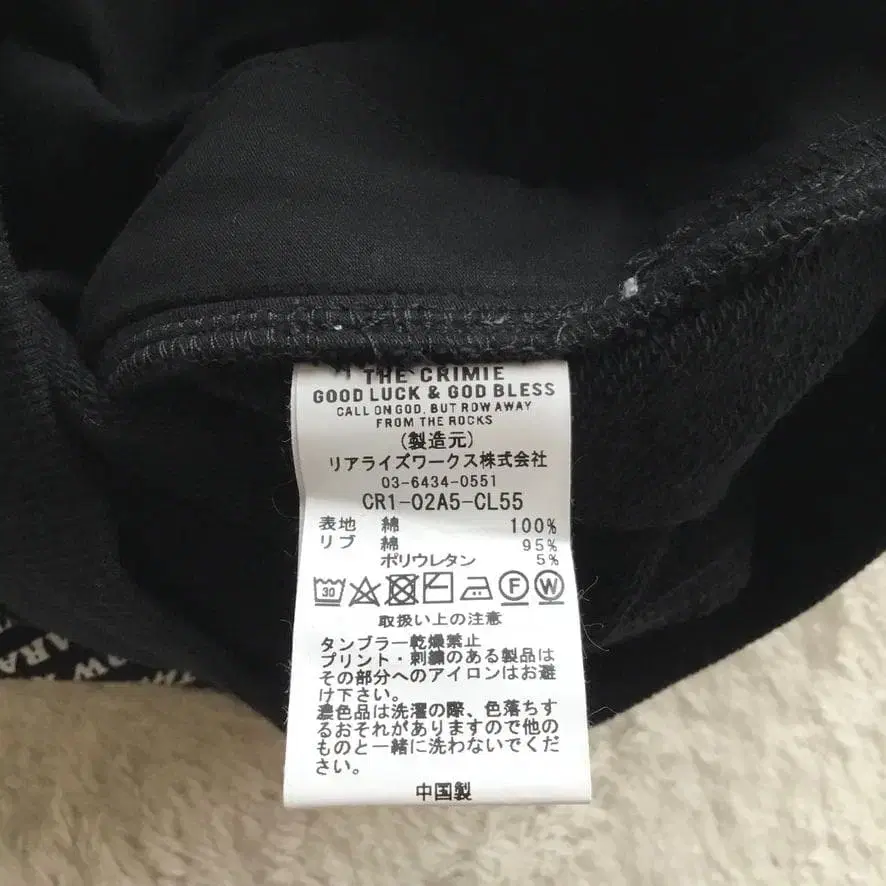 THE CRIMIE
GOOD LUCK & GOD BLESS
CALL ON GOD, BUT ROW AWAY
FROM THE ROCKS
(製造元)
リアライズワークス株式会社
03-6434-0551
CR1-02A5-CL55
表地 綿 100%
リブ 綿 95%
ポリウレタン 5%
30
F W
取扱い上の注意
タンブラー乾燥禁止
プリント・刺繍のある製品は
その部分へのアイロンはお避
け下さい。
濃色品は洗濯の際、色落ちす
るおそれがありますので他の
ものと一緒に洗わないでくだ
さい。
中国製